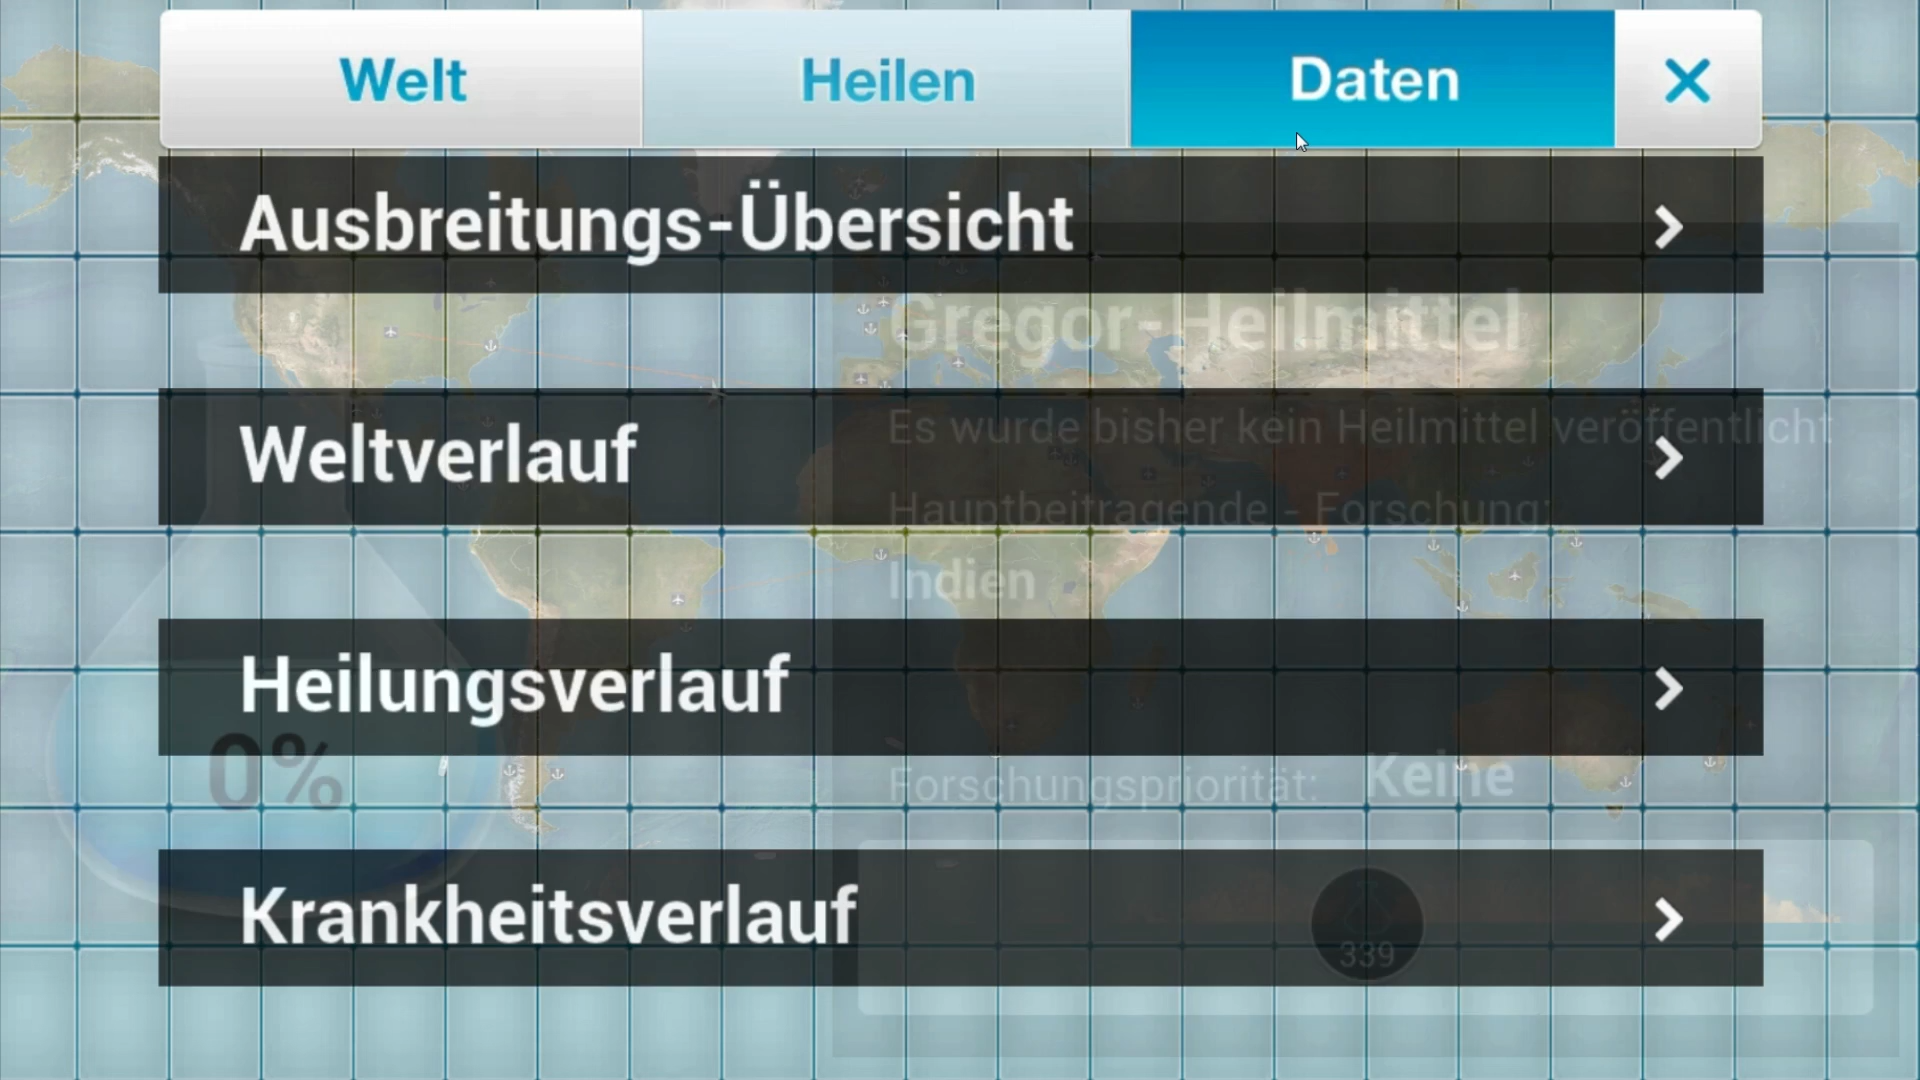 Welt Heilen Daten
Ausbreitungs-Übersicht
Gregor-Heilmittel
Es wurde bisher kein Heilmittel veröffentlicht
Weltverlauf
Hauptbeitragende - Forschung:
Indien
Heilungsverlauf
0%
Forschungspriorität: Keine
Krankheitsverlauf
339